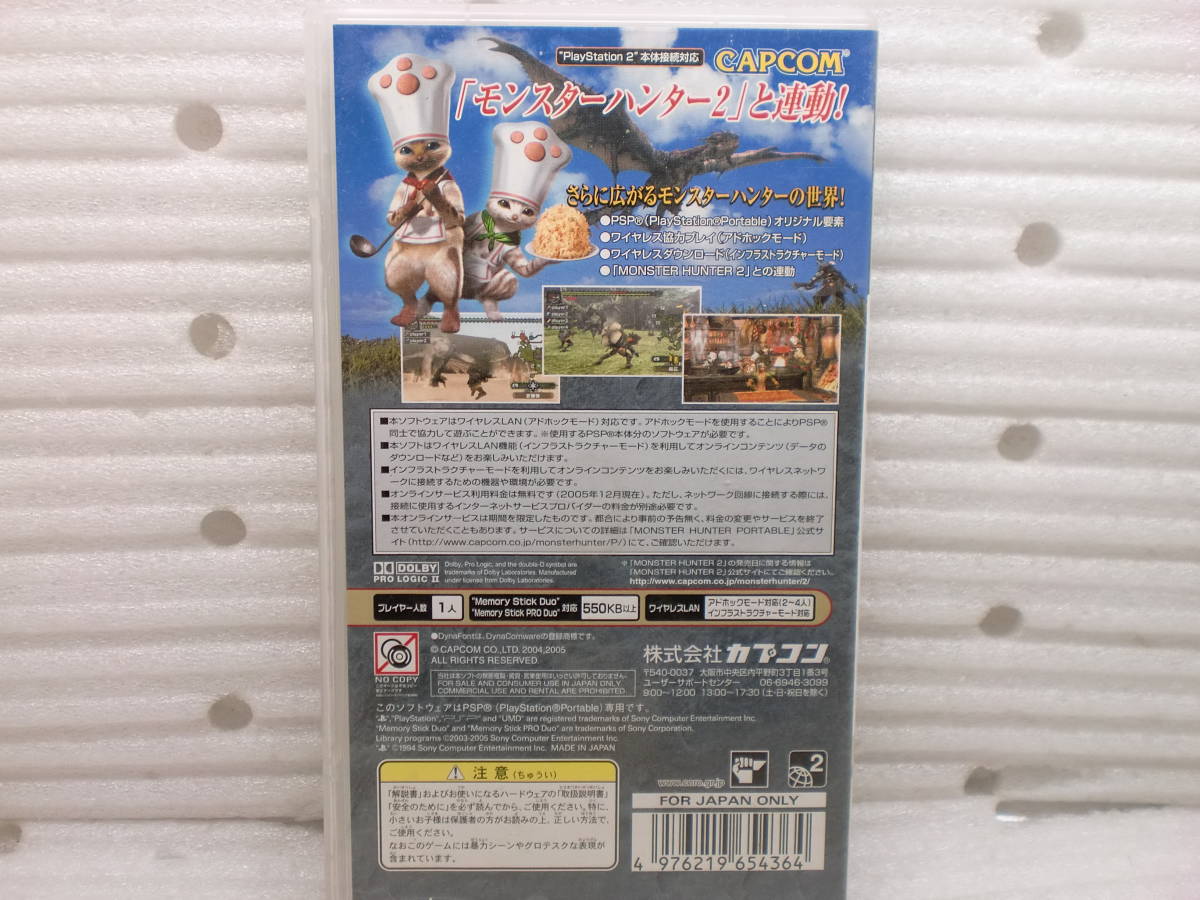 "PlayStation 2"本体接続対応
CAPCOM®
「モンスターハンター2」と連動!
さらに広がるモンスターハンターの世界!
●PSP®(PlayStation®Portable)オリジナル要素
●ワイヤレス協力プレイ(アドホックモード)
●ワイヤレスダウンロード(インフラストラクチャーモード)
●「MONSTER HUNTER 2」との連動
■本ソフトウェアはワイヤレスLAN(アドホックモード)対応です。アドホックモードを使用することによりPSP®
同士で協力して遊ぶことができます。※使用するPSP®本体分のソフトウェアが必要です。
■本ソフトはワイヤレスLAN機能(インフラストラクチャーモード)を利用してオンラインコンテンツ(データの
ダウンロードなど)をお楽しみいただけます。
■インフラストラクチャーモードを利用してオンラインコンテンツをお楽しみいただくには、ワイヤレスネットワ
ークに接続するための機器や環境が必要です。
■オンラインサービス利用料金は無料です(2005年12月現在)。ただし、ネットワーク回線に接続する際には、
接続に使用するインターネットサービスプロバイダーの料金が別途必要です。
■本オンラインサービスは期間を限定したものです。都合により事前の予告無く、料金の変更やサービスを終了
させていただくこともあります。サービスについての詳細は「MONSTER HUNTER PORTABLE」公式サ
イト(http://www.capcom.co.jp/monsterhunter/P/)にて、ご確認いただけます。
DOLBY
PRO LOGIC II
Dolby, Pro Logic, and the double-D symbol are
trademarks of Dolby Laboratories. Manufactured
under license from Dolby Laboratories.
※「MONSTER HUNTER 2」の発売日に関する情報は
「MONSTER HUNTER 2」公式サイトにてご確認ください。
http://www.capcom.co.jp/monsterhunter/2/
プレイヤー人数 1人
"Memory Stick Duo"
"Memory Stick PRO Duo" 対応 550KB以上
ワイヤレスLAN アドホックモード対応(2~4人)
インフラストラクチャーモード対応
NO COPY
●DynaFontは、DynaComwareの登録商標です。
© CAPCOM CO., LTD. 2004,2005
ALL RIGHTS RESERVED.
FOR SALE AND CONSUMER USE IN JAPAN ONLY
COMMERCIAL USE AND RENTAL ARE PROHIBITED.
株式会社カプコン
〒540-0037 大阪市中央区内平野町3丁目1番3号
ユーザーサポートセンター 06-6946-3099
9:00~12:00 13:00~17:30(土・日・祝日を除く)
このソフトウェアはPSP®(PlayStation®Portable)専用です。
"PlayStation", "PSP" and "UMD" are registered trademarks of Sony Computer Entertainment Inc.
"Memory Stick Duo" and "Memory Stick PRO Duo" are trademarks of Sony Corporation.
Library programs ©2003-2005 Sony Computer Entertainment Inc.
©1994 Sony Computer Entertainment Inc. MADE IN JAPAN
注意(ちゅうい)
「解説書」およびお使いになるハードウェアの「取扱説明書」
「安全のために」を必ず読んでから、ご使用ください。特に、
小さいお子様は保護者の方がお読みの上、正しい方法で、
ご使用ください。
なおこのゲームには暴力シーンやグロテスクな表現が
含まれています。
www.cero.gr.jp
2
FOR JAPAN ONLY
4 976219 654364